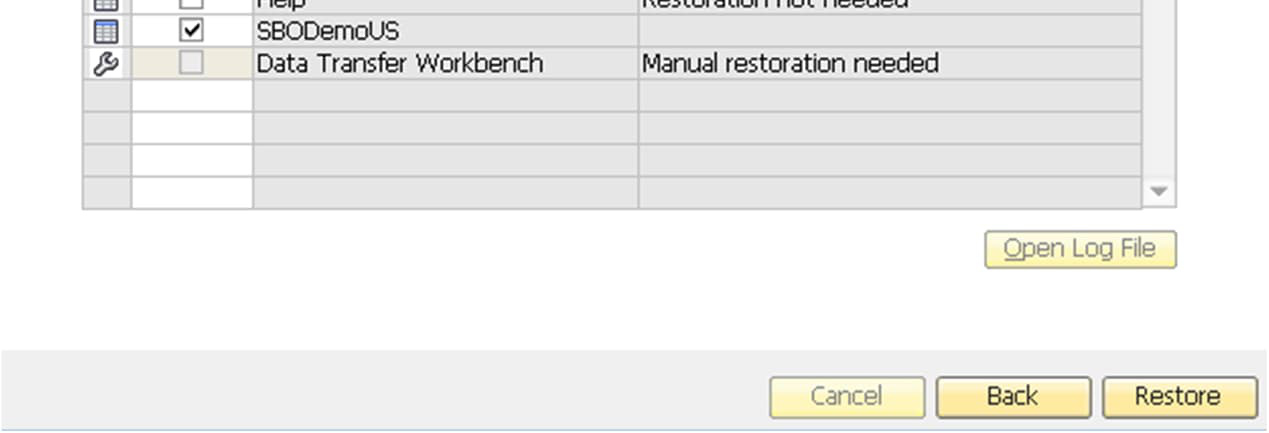 Help Restoration not needed
SBODemoUS
Data Transfer Workbench Manual restoration needed
Open Log File
Cancel Back Restore